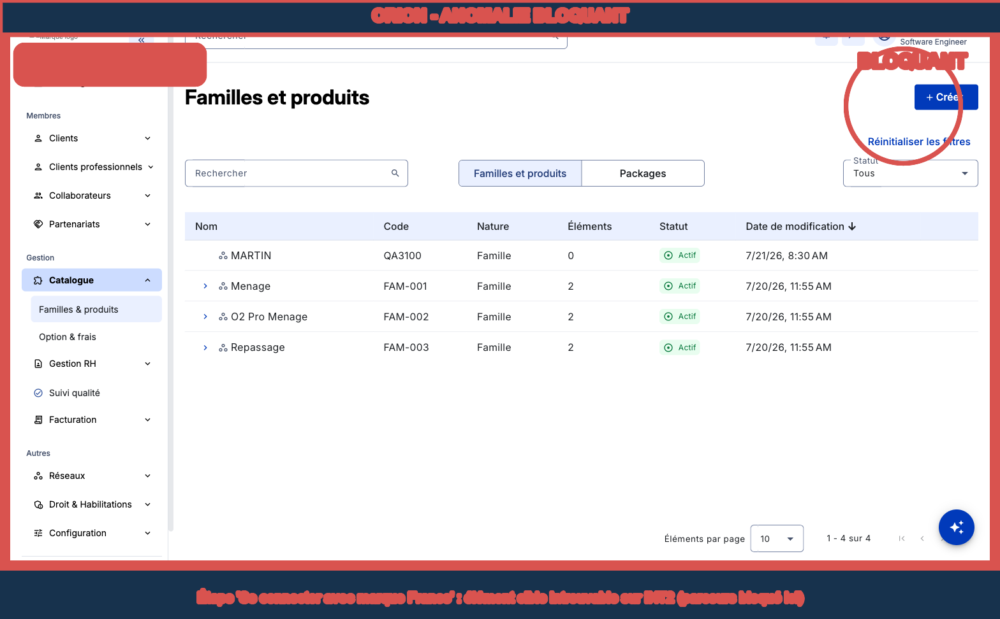 ORION - ANOMALIE BLOQUANT
Marque logo
Rechercher
Software Engineer
BLOQUANT
Familles et produits
+ Créer
Réinitialiser les filtres
Rechercher
Familles et produits
Packages
Statut
Tous
Membres
Clients
Clients professionnels
Collaborateurs
Partenariats
Gestion
Catalogue
Familles & produits
Option & frais
Gestion RH
Suivi qualité
Facturation
Autres
Réseaux
Droit & Habilitations
Configuration
Nom Code Nature Éléments Statut Date de modification
MARTIN QA3100 Famille 0 Actif 7/21/26, 8:30 AM
Menage FAM-001 Famille 2 Actif 7/20/26, 11:55 AM
O2 Pro Menage FAM-002 Famille 2 Actif 7/20/26, 11:55 AM
Repassage FAM-003 Famille 2 Actif 7/20/26, 11:55 AM
Éléments par page 10 1 - 4 sur 4
Étape 'Se connecter avec marque France' : élément cible introuvable sur (parcours bloqué ici)